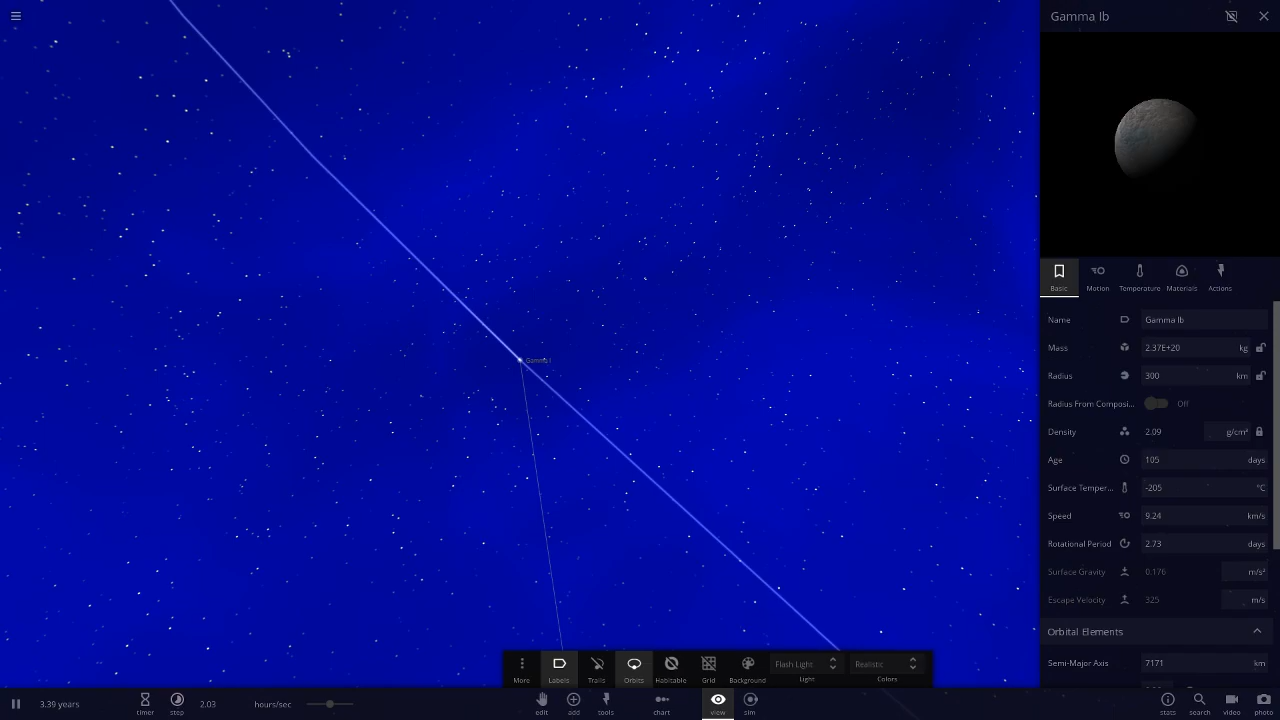 Gamma Ib
Gamma I
Basic
Motion
Temperature
Materials
Actions
Name Gamma Ib
Mass 2.37E+20 kg
Radius 300 km
Radius From Composi... Off
Density 2.09 g/cm³
Age 105 days
Surface Temper... -205 °C
Speed 9.24 km/s
Rotational Period 2.73 days
Surface Gravity 0.176 m/s²
Escape Velocity 325 m/s
Orbital Elements
Semi-Major Axis 7171 km
More
Labels
Trails
Orbits
Habitable
Grid
Background
Flash Light
Light
Realistic
Colors
3.39 years
timer
step
2.03 hours/sec
edit
add
tools
chart
view
sim
stats
search
video
photo